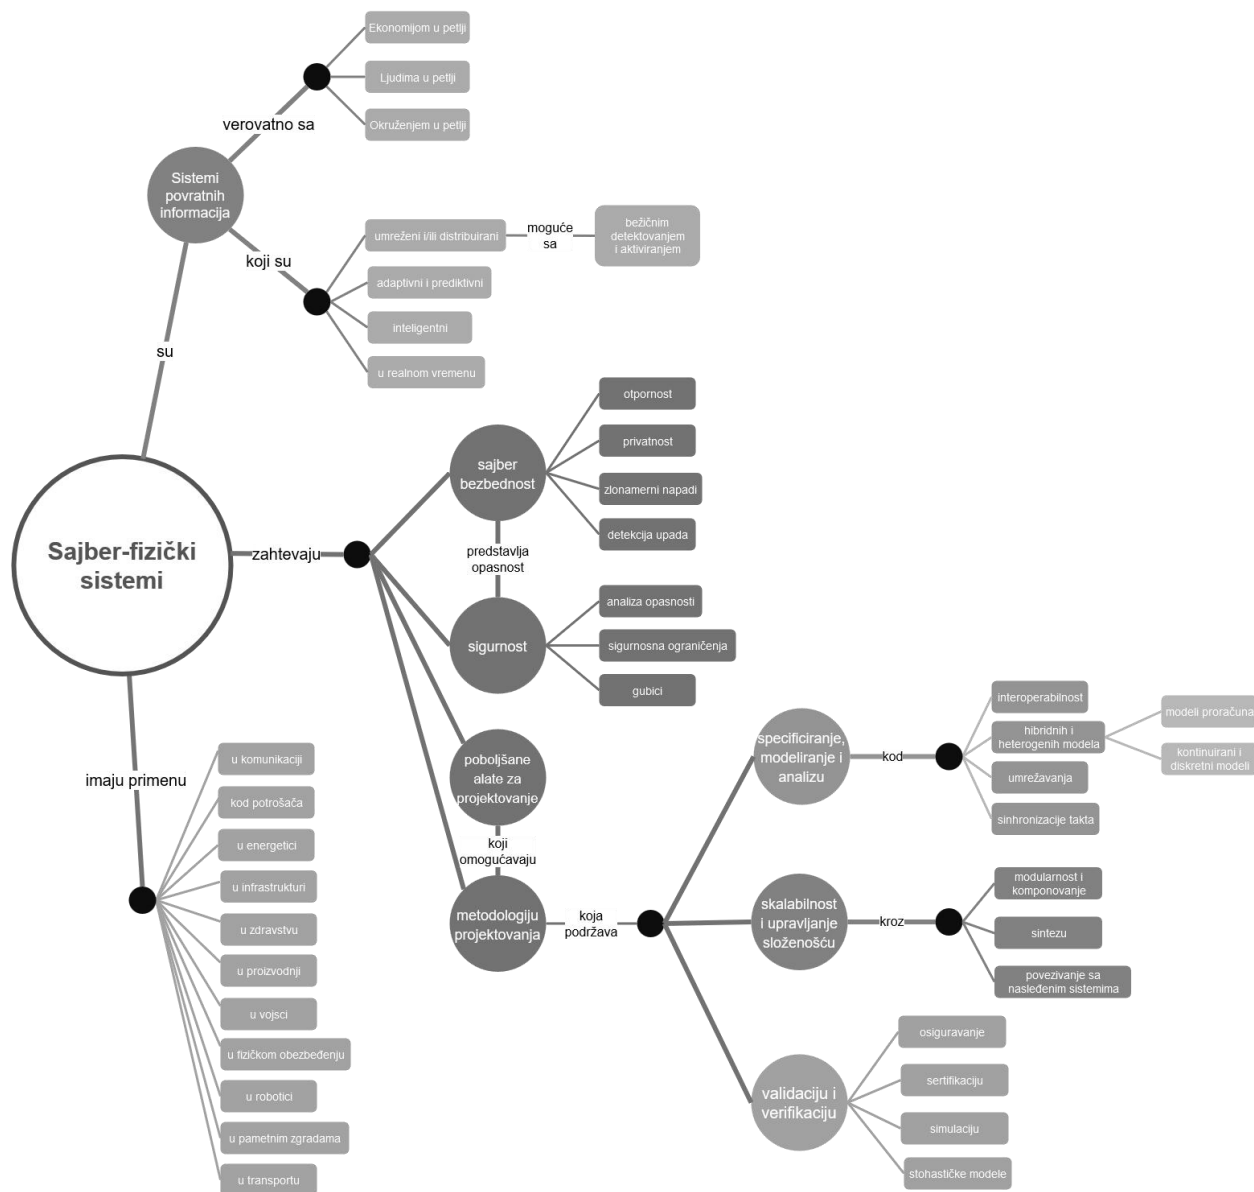 Ekonomijom u petlji
Ljudima u petlji
Okruženjem u petlji
verovatno sa
Sistemi
povratnih
informacija
koji su
umreženi i/ili distribuirani
moguće
sa
bežičnim
detektovanjem
i aktiviranjem
adaptivni i prediktivni
inteligentni
u realnom vremenu
su
Sajber-fizički
sistemi
zahtevaju
sajber
bezbednost
otpornost
privatnost
zlonamerni napadi
detekcija upada
predstavlja
opasnost
sigurnost
analiza opasnosti
sigurnosna ograničenja
gubici
poboljšane
alate za
projektovanje
koji
omogućavaju
metodologiju
projektovanja
koja
podržava
specificiranje,
modeliranje i
analizu
kod
interoperabilnost
hibridnih i
heterogenih modela
modeli proračuna
kontinuirani i
diskretni modeli
umrežavanja
sinhronizacije takta
skalabilnost
i upravljanje
složenošću
kroz
modularnost i
komponovanje
sintezu
povezivanje sa
nasleđenim sistemima
validaciju i
verifikaciju
osiguravanje
sertifikaciju
simulaciju
stohastičke modele
imaju primenu
u komunikaciji
kod potrošača
u energetici
u infrastrukturi
u zdravstvu
u proizvodnji
u vojsci
u fizičkom obezbeđenju
u robotici
u pametnim zgradama
u transportu